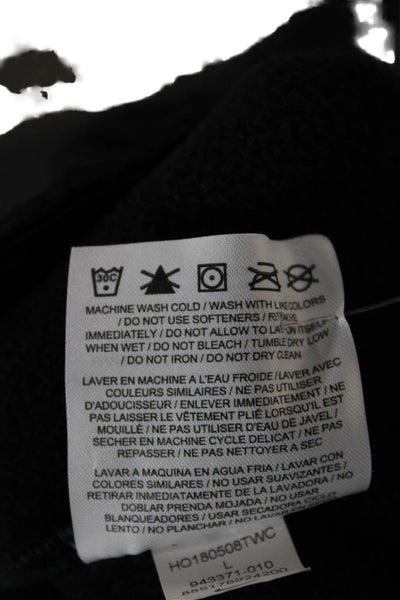 30C
MACHINE WASH COLD / WASH WITH LIKE COLORS
/ DO NOT USE SOFTENERS /
IMMEDIATELY / DO NOT ALLOW TO LAY ON ITSELF
WHEN WET / DO NOT BLEACH / TUMBLE DRY LOW
/ DO NOT IRON / DO NOT DRY CLEAN
LAVER EN MACHINE A L'EAU FROIDE / LAVER AVEC
COULEURS SIMILAIRES / NE PAS UTILISER
D'ADOUCISSEUR / ENLEVER IMMEDIATEMENT / NE
PAS LAISSER LE VÊTEMENT PLIÉ LORSQU'IL EST
MOUILLÉ / NE PAS UTILISER D'EAU DE JAVEL /
SECHER EN MACHINE CYCLE DELICAT / NE PAS
REPASSER / NE PAS NETTOYER A SEC
LAVAR A MAQUINA EN AGUA FRIA / LAVAR CON
COLORES SIMILARES / NO USAR SUAVIZANTES /
RETIRAR INMEDIATAMENTE DE LA LAVADORA / NO
DOBLAR PRENDA MOJADA / NO USAR
BLANQUEADORES / USAR SECADORA CICLO
LENTO / NO PLANCHAR / NO LAVAR EN SECO
HO180508TWC
L
943371-010
885178924200